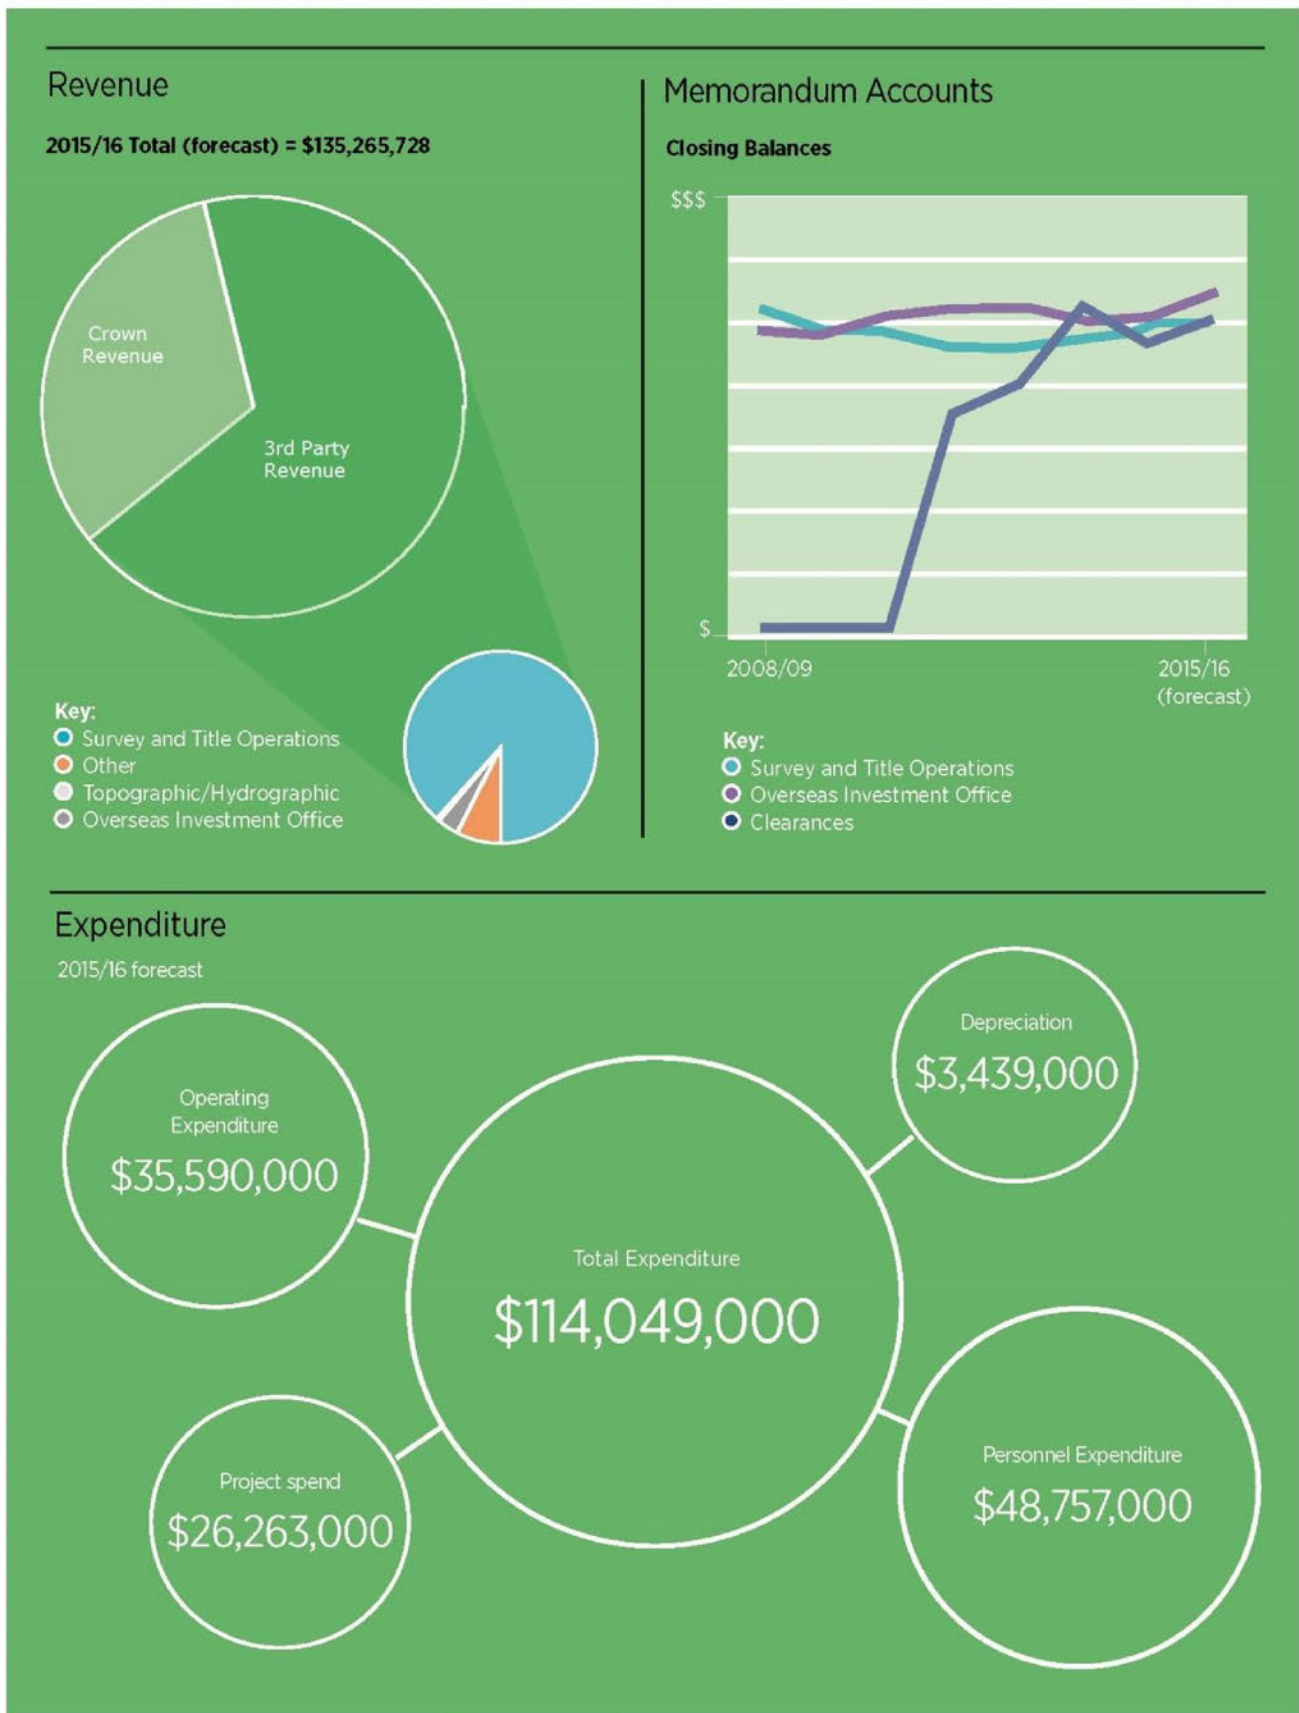 Revenue
2015/16 Total (forecast) = $135,265,728
Crown
Revenue
3rd Party
Revenue
Key:
Survey and Title Operations
Other
Topographic/Hydrographic
Overseas Investment Office
Memorandum Accounts
Closing Balances
$$$
$
2008/09
2015/16
(forecast)
Key:
Survey and Title Operations
Overseas Investment Office
Clearances
Expenditure
2015/16 forecast
Operating
Expenditure
$35,590,000
Depreciation
$3,439,000
Total Expenditure
$114,049,000
Project spend
$26,263,000
Personnel Expenditure
$48,757,000